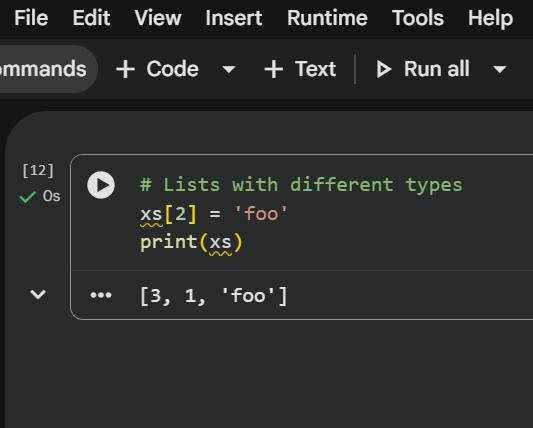 File Edit View Insert Runtime Tools Help
ommands + Code + Text Run all
[12]
0s
# Lists with different types
xs[2] = 'foo'
print(xs)
[3, 1, 'foo']